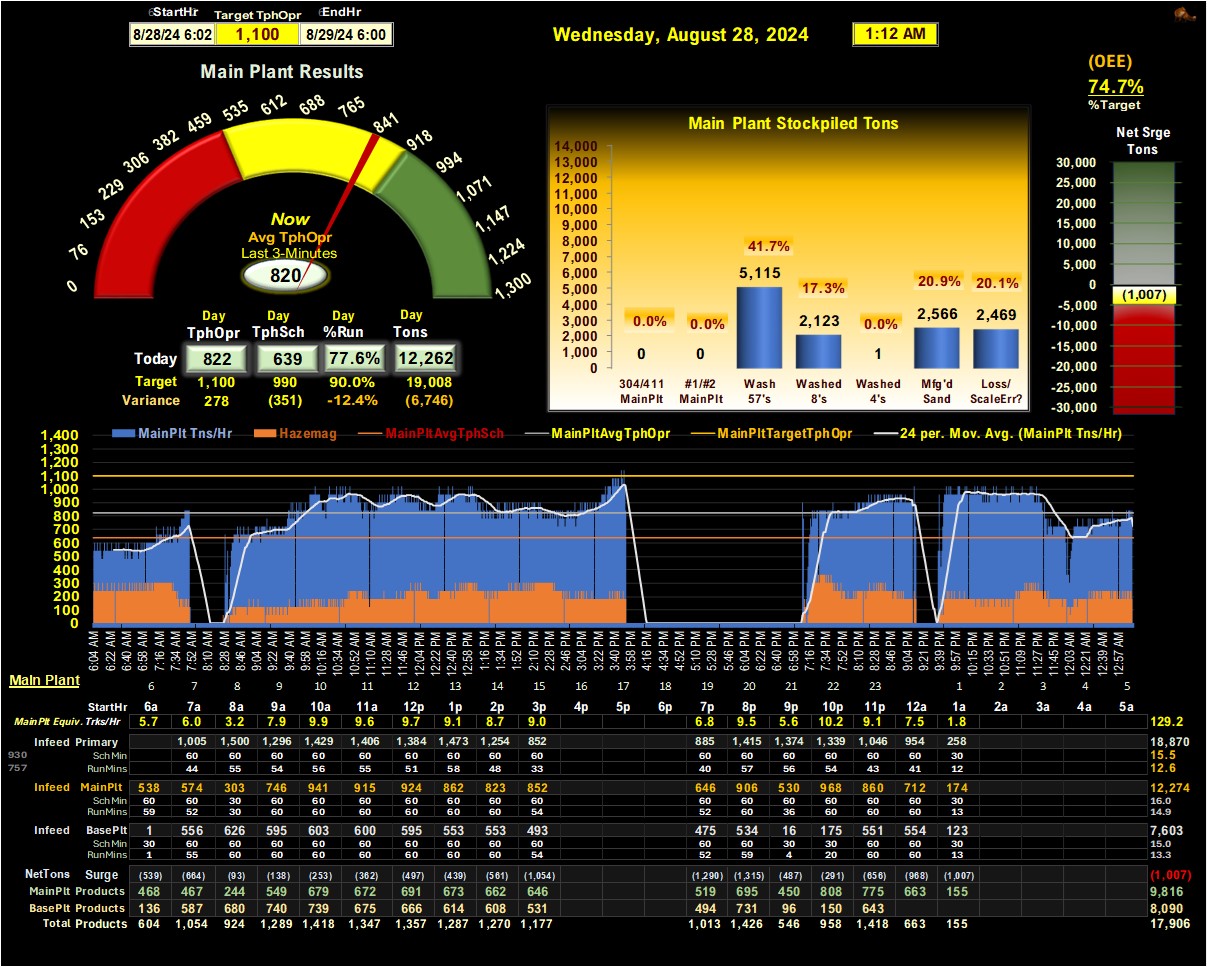 StartHr Target TphOpr EndHr
8/28/24 6:02 1,100 8/29/24 6:00
Wednesday, August 28, 2024 1:12 AM
(OEE)
74.7%
%Target
Main Plant Results
0 76 153 229 306 382 459 535 612 688 765 841 918 994 1,071 1,147 1,224 1,300
Now
Avg TphOpr
Last 3-Minutes
820
Day Day Day Day
TphOpr TphSch %Run Tons
Today 822 639 77.6% 12,262
Target 1,100 990 90.0% 19,008
Variance 278 (351) -12.4% (6,746)
Main Plant Stockpiled Tons
14,000
13,000
12,000
11,000
10,000
9,000
8,000
7,000
6,000
5,000
4,000
3,000
2,000
1,000
0
0.0% 0.0% 41.7% 17.3% 0.0% 20.9% 20.1%
0 0 5,115 2,123 1 2,566 2,469
304/411 #1/#2 Wash Washed Washed Mfg'd Loss/
MainPlt MainPlt 57's 8's 4's Sand ScaleErr?
Net Srge
Tons
30,000
25,000
20,000
15,000
10,000
5,000
0
(1,007)
-5,000
-10,000
-15,000
-20,000
-25,000
-30,000
MainPlt Tns/Hr Hazemag MainPltAvgTphSch MainPltAvgTphOpr MainPltTargetTphOpr 24 per. Mov. Avg. (MainPlt Tns/Hr)
1,400
1,300
1,200
1,100
1,000
900
800
700
600
500
400
300
200
100
0
6:04 AM 6:22 AM 6:40 AM 6:58 AM 7:16 AM 7:34 AM 7:52 AM 8:10 AM 8:28 AM 8:46 AM 9:04 AM 9:22 AM 9:40 AM 9:58 AM 10:16 AM 10:34 AM 10:52 AM 11:10 AM 11:28 AM 11:46 AM 12:04 PM 12:22 PM 12:40 PM 12:58 PM 1:16 PM 1:34 PM 1:52 PM 2:10 PM 2:28 PM 2:46 PM 3:04 PM 3:22 PM 3:40 PM 3:58 PM 4:16 PM 4:34 PM 4:52 PM 5:10 PM 5:28 PM 5:46 PM 6:04 PM 6:22 PM 6:40 PM 6:58 PM 7:16 PM 7:34 PM 7:52 PM 8:10 PM 8:28 PM 8:46 PM 9:04 PM 9:21 PM 9:39 PM 9:57 PM 10:15 PM 10:33 PM 10:51 PM 11:09 PM 11:27 PM 11:45 PM 12:03 AM 12:21 AM 12:39 AM 12:57 AM
Main Plant 6 7 8 9 10 11 12 13 14 15 17 19 20 21 22 23 1 2 3 4 5
StartHr 6a 7a 8a 9a 10a 11a 12p 1p 2p 3p 4p 5p 6p 7p 8p 9p 10p 11p 12a 1a 2a 3a 4a 5a
MainPlt Equiv. Trks/Hr 5.7 6.0 3.2 7.9 9.9 9.6 9.7 9.1 8.7 9.0 6.8 9.5 5.6 10.2 9.1 7.5 1.8 129.2
Infeed Primary 1,005 1,500 1,296 1,429 1,406 1,384 1,473 1,254 852 885 1,415 1,374 1,339 1,046 954 258 18,870
930 Sch Min 60 60 60 60 60 60 60 60 60 60 60 60 60 60 60 30 15.5
757 RunMins 44 55 54 56 55 51 58 48 33 40 57 56 54 43 41 12 12.6
Infeed MainPlt 538 574 303 746 941 915 924 862 823 852 646 906 530 968 860 712 174 12,274
Sch Min 60 60 30 60 60 60 60 60 60 60 60 60 60 60 60 60 30 16.0
RunMins 59 52 30 60 60 60 60 60 60 54 52 60 36 60 60 60 13 14.9
Infeed BasePlt 1 556 626 595 603 600 595 553 553 493 475 534 16 175 551 554 123 7,603
Sch Min 30 60 60 60 60 60 60 60 60 60 60 60 30 30 60 60 30 15.0
RunMins 1 55 60 60 60 60 60 60 60 54 52 59 4 20 60 60 13 13.3
NetTons Surge (539) (664) (93) (138) (253) (362) (497) (439) (561) (1,054) (1,290) (1,315) (487) (291) (656) (968) (1,007) (1,007)
MainPlt Products 468 467 244 549 679 672 691 673 662 646 519 695 450 808 775 663 155 9,816
BasePlt Products 136 587 680 740 739 675 666 614 608 531 494 731 96 150 643 8,090
Total Products 604 1,054 924 1,289 1,418 1,347 1,357 1,287 1,270 1,177 1,013 1,426 546 958 1,418 663 155 17,906